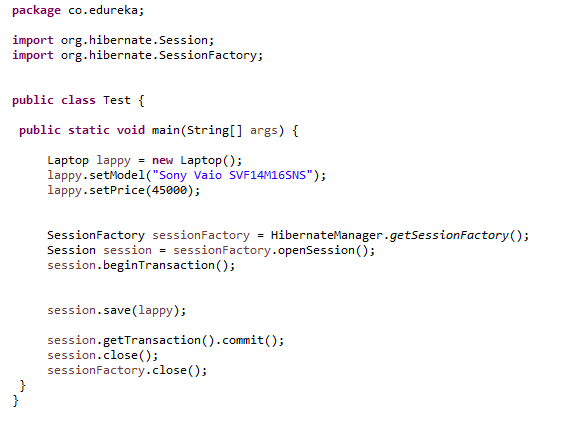 package co.edureka;
import org.hibernate.Session;
import org.hibernate.SessionFactory;
public class Test {
public static void main(String[] args) {
Laptop lappy = new Laptop();
lappy.setModel("Sony Vaio SVF14M16SNS");
lappy.setPrice(45000);
SessionFactory sessionFactory = HibernateManager.getSessionFactory();
Session session = sessionFactory.openSession();
session.beginTransaction();
session.save(lappy);
session.getTransaction().commit();
session.close();
sessionFactory.close();
}
}